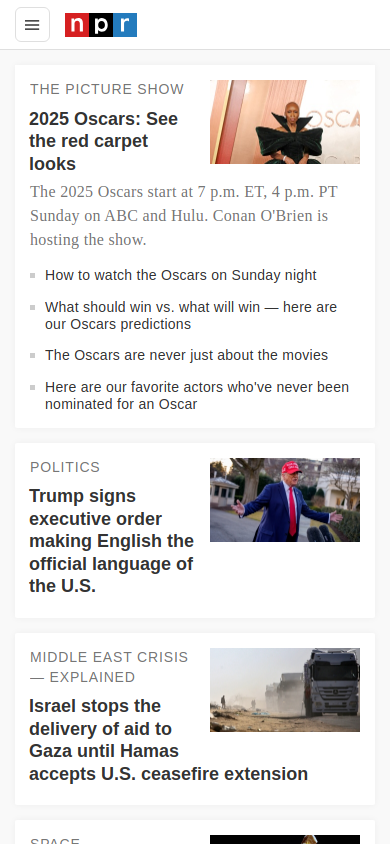 npr
THE PICTURE SHOW
2025 Oscars: See
the red carpet
looks
OSCA
The 2025 Oscars start at 7 p.m. ET, 4 p.m. PT
Sunday on ABC and Hulu. Conan O'Brien is
hosting the show.
How to watch the Oscars on Sunday night
What should win vs. what will win — here are
our Oscars predictions
The Oscars are never just about the movies
Here are our favorite actors who've never been
nominated for an Oscar
POLITICS
Trump signs
executive order
making English the
official language of
the U.S.
MIDDLE EAST CRISIS
— EXPLAINED
Israel stops the
delivery of aid to
Gaza until Hamas
accepts U.S. ceasefire extension
SPACE